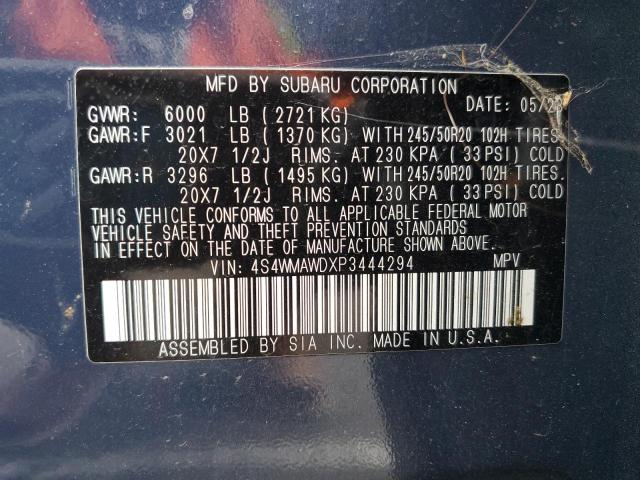 MFD BY SUBARU CORPORATION
DATE: 05/23
GVWR: 6000 LB ( 2721 KG)
GAWR: F 3021 LB ( 1370 KG) WITH 245/50R20 102H TIRES.
20X7 1/2J RIMS. AT 230 KPA ( 33 PSI) COLD
GAWR: R 3296 LB ( 1495 KG) WITH 245/50R20 102H TIRES.
20X7 1/2J RIMS. AT 230 KPA ( 33 PSI) COLD
THIS VEHICLE CONFORMS TO ALL APPLICABLE FEDERAL MOTOR
VEHICLE SAFETY AND THEFT PREVENTION STANDARDS
IN EFFECT ON THE DATE OF MANUFACTURE SHOWN ABOVE.
VIN: 4S4WMAWDXP3444294 MPV
ASSEMBLED BY SIA INC. MADE IN U.S.A.